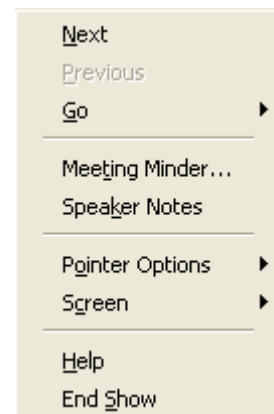 Next
Previous
Go
Meeting Minder...
Speaker Notes
Pointer Options
Screen
Help
End Show